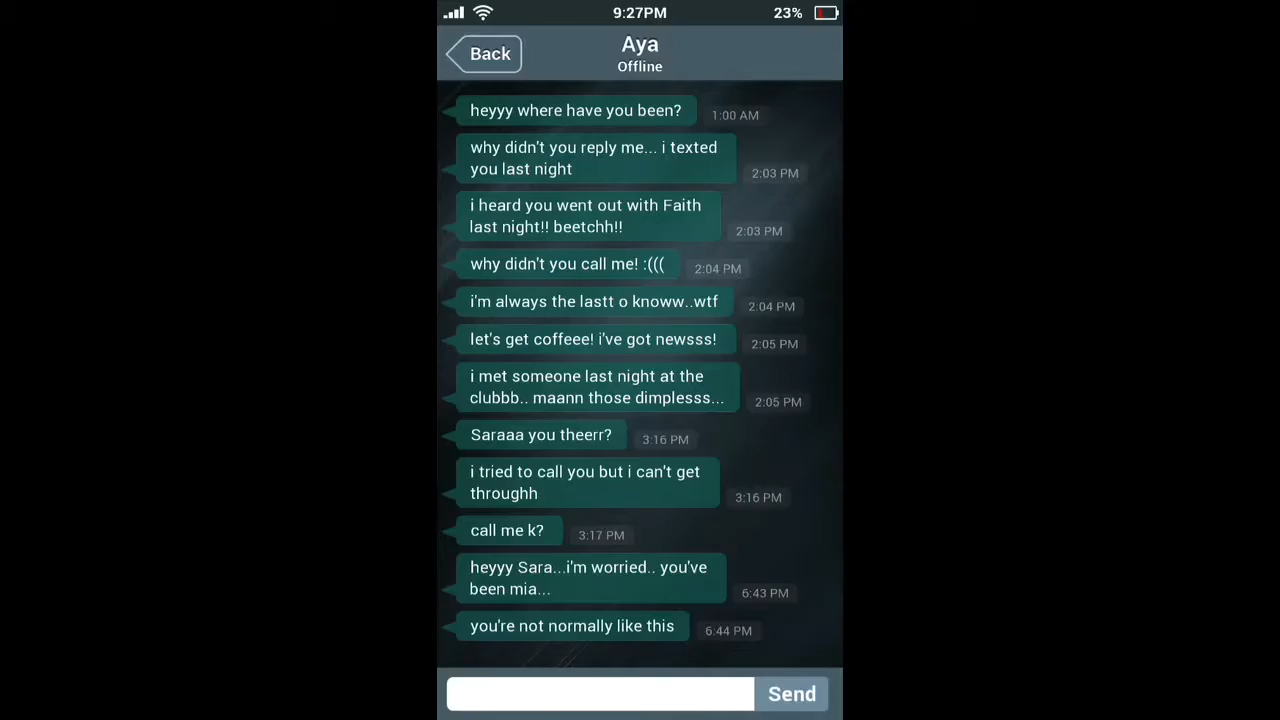 9:27PM
23%
Back
Aya
Offline
heyyy where have you been?
1:00 AM
why didn't you reply me... i texted
you last night
2:03 PM
i heard you went out with Faith
last night!! beetchh!!
2:03 PM
why didn't you call me! :(((
2:04 PM
i'm always the lastt o knoww..wtf
2:04 PM
let's get coffeee! i've got newsss!
2:05 PM
i met someone last night at the
clubbb.. maann those dimplesss...
2:05 PM
Saraaa you theerr?
3:16 PM
i tried to call you but i can't get
throughh
3:16 PM
call me k?
3:17 PM
heyyy Sara...i'm worried.. you've
been mia...
6:43 PM
you're not normally like this
6:44 PM
Send